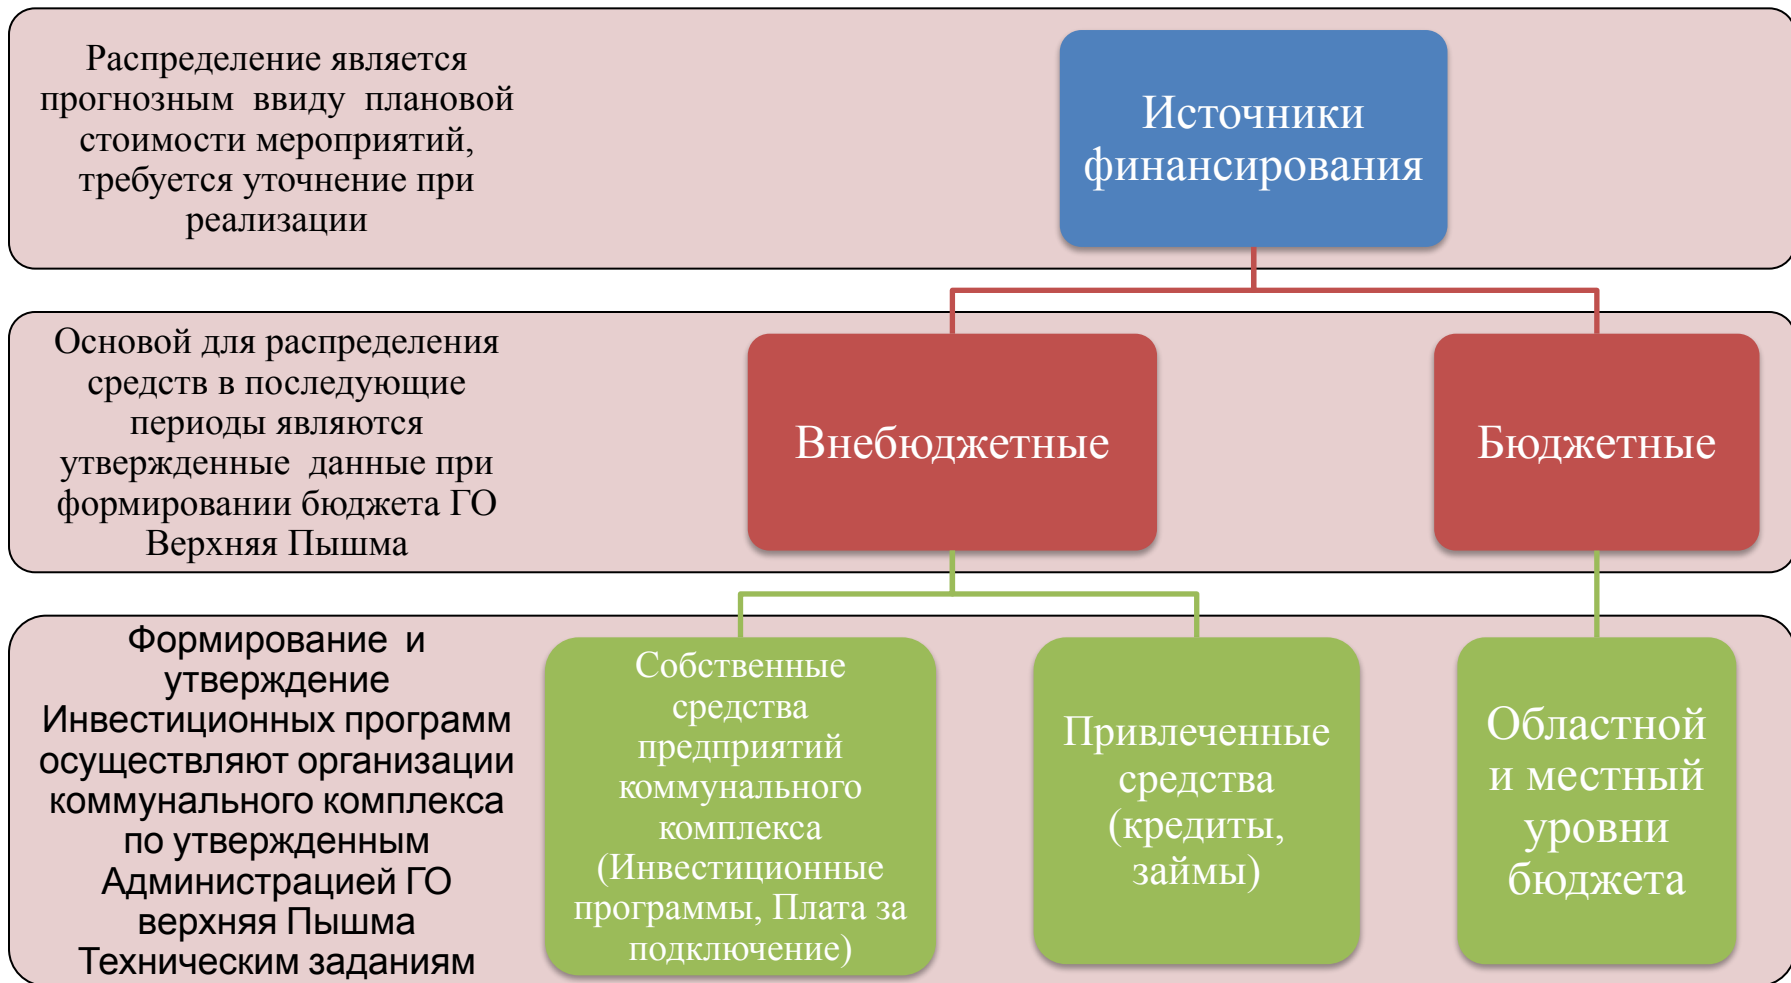 Распределение является
прогнозным ввиду плановой
стоимости мероприятий,
требуется уточнение при
реализации
Источники
финансирования
Основой для распределения
средств в последующие
периоды являются
утвержденные данные при
формировании бюджета ГО
Верхняя Пышма
Внебюджетные
Бюджетные
Формирование и
утверждение
Инвестиционных программ
осуществляют организации
коммунального комплекса
по утвержденным
Администрацией ГО
верхняя Пышма
Техническим заданиям
Собственные
средства
предприятий
коммунального
комплекса
(Инвестиционные
программы, Плата за
подключение)
Привлеченные
средства
(кредиты,
займы)
Областной
и местный
уровни
бюджета